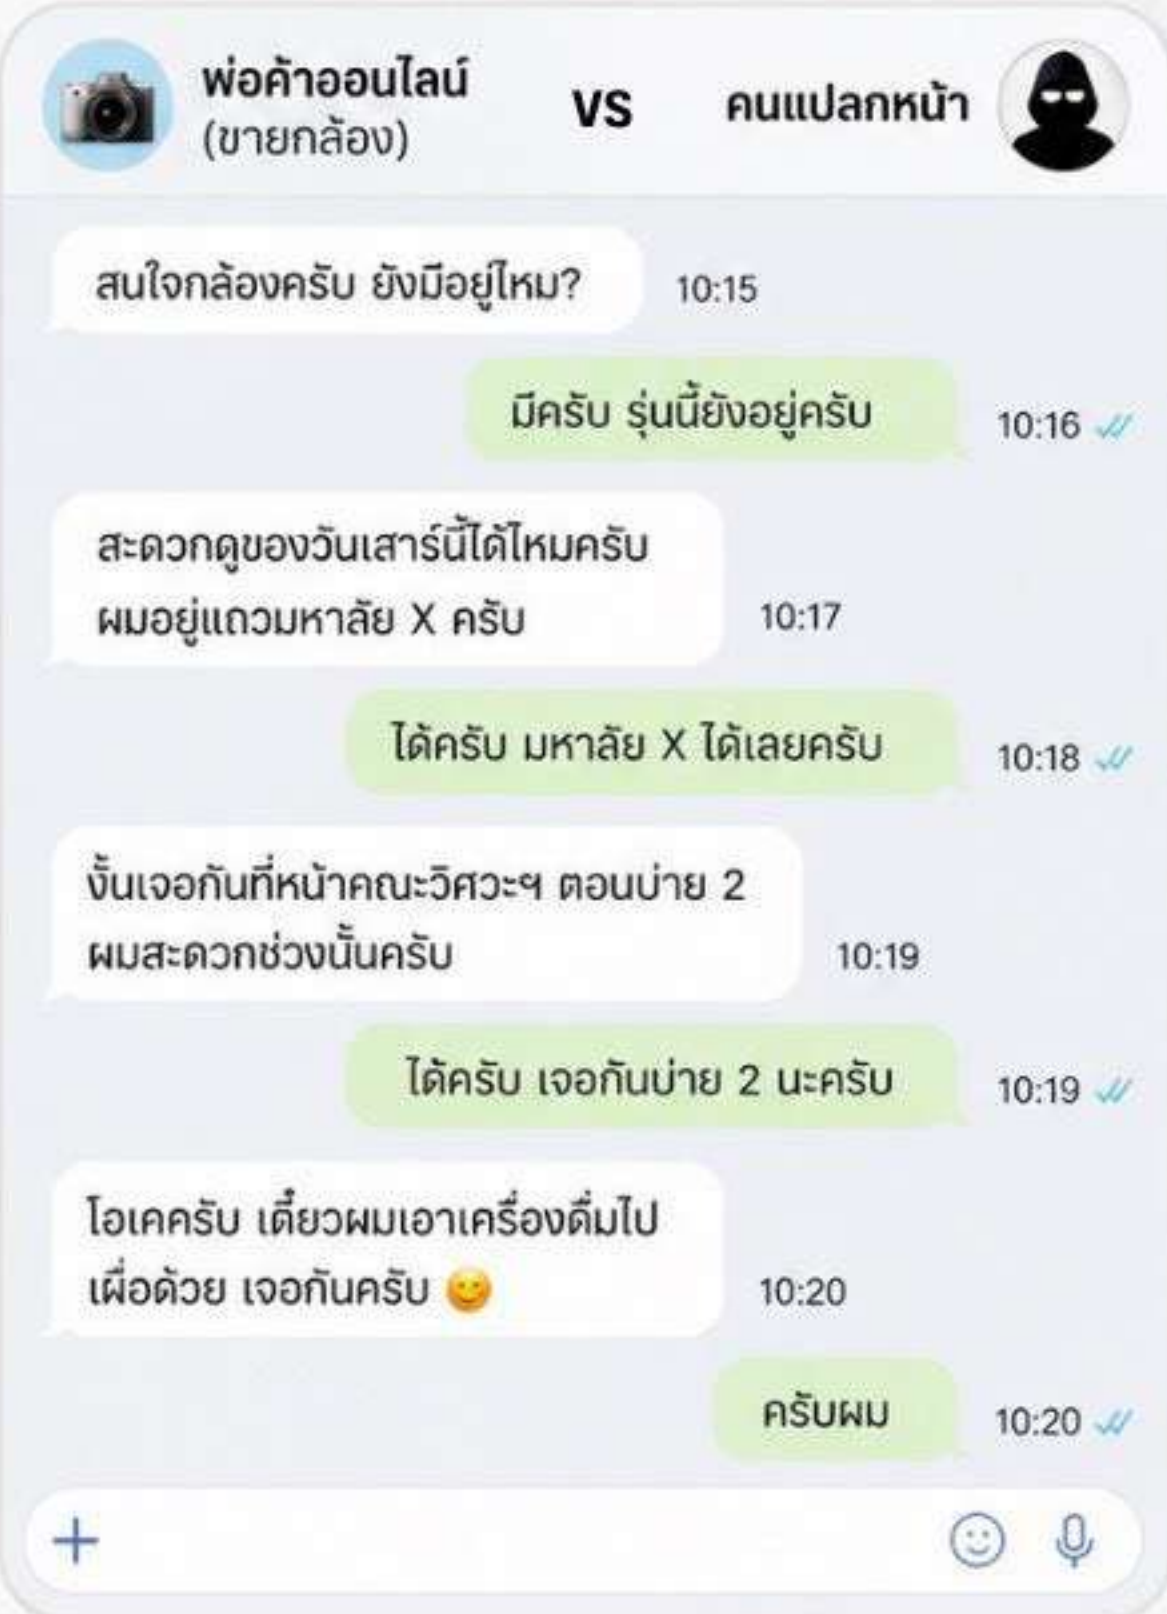 พ่อค้าออนไลน์
(ขายกล้อง)
VS
คนแปลกหน้า
สนใจกล้องครับ ยังมีอยู่ไหม?
10:15
มีครับ รุ่นนี้ยังอยู่ครับ
10:16
สะดวกดูของวันเสาร์นี้ได้ไหมครับ
ผมอยู่แถวมหาลัย X ครับ
10:17
ได้ครับ มหาลัย X ได้เลยครับ
10:18
งั้นเจอกันที่หน้าคณะวิศวะฯ ตอนบ่าย 2
ผมสะดวกช่วงนั้นครับ
10:19
ได้ครับ เจอกันบ่าย 2 นะครับ
10:19
โอเคครับ เดี๋ยวผมเอาเครื่องดื่มไป
เผื่อด้วย เจอกันครับ 😊
10:20
ครับผม
10:20